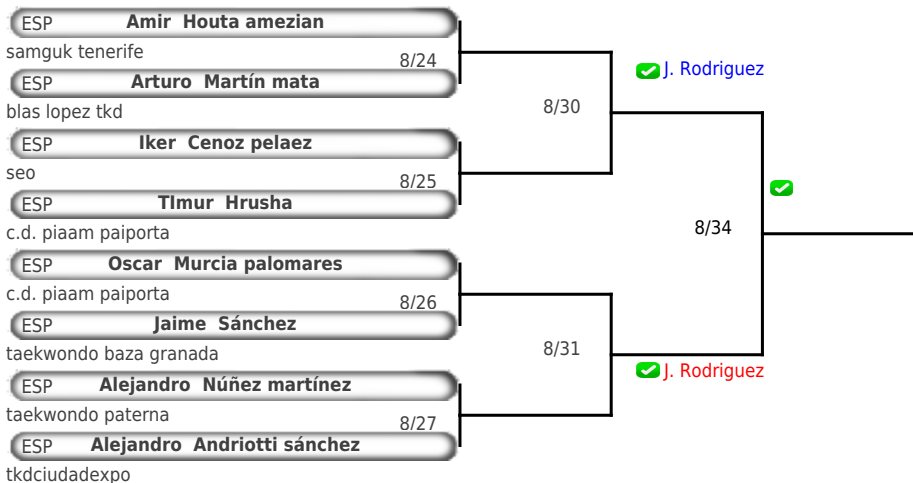 ESP Amir Houta amezian
samguk tenerife
8/24
ESP Arturo Martín mata
blas lopez tkd
8/30
J. Rodriguez
ESP Iker Cenoz pelaez
seo
8/25
ESP TImur Hrusha
c.d. piaam paiporta
8/34
ESP Oscar Murcia palomares
c.d. piaam paiporta
8/26
ESP Jaime Sánchez
taekwondo baza granada
8/31
J. Rodriguez
ESP Alejandro Núñez martínez
taekwondo paterna
8/27
ESP Alejandro Andriotti sánchez
tkdciudadexpo